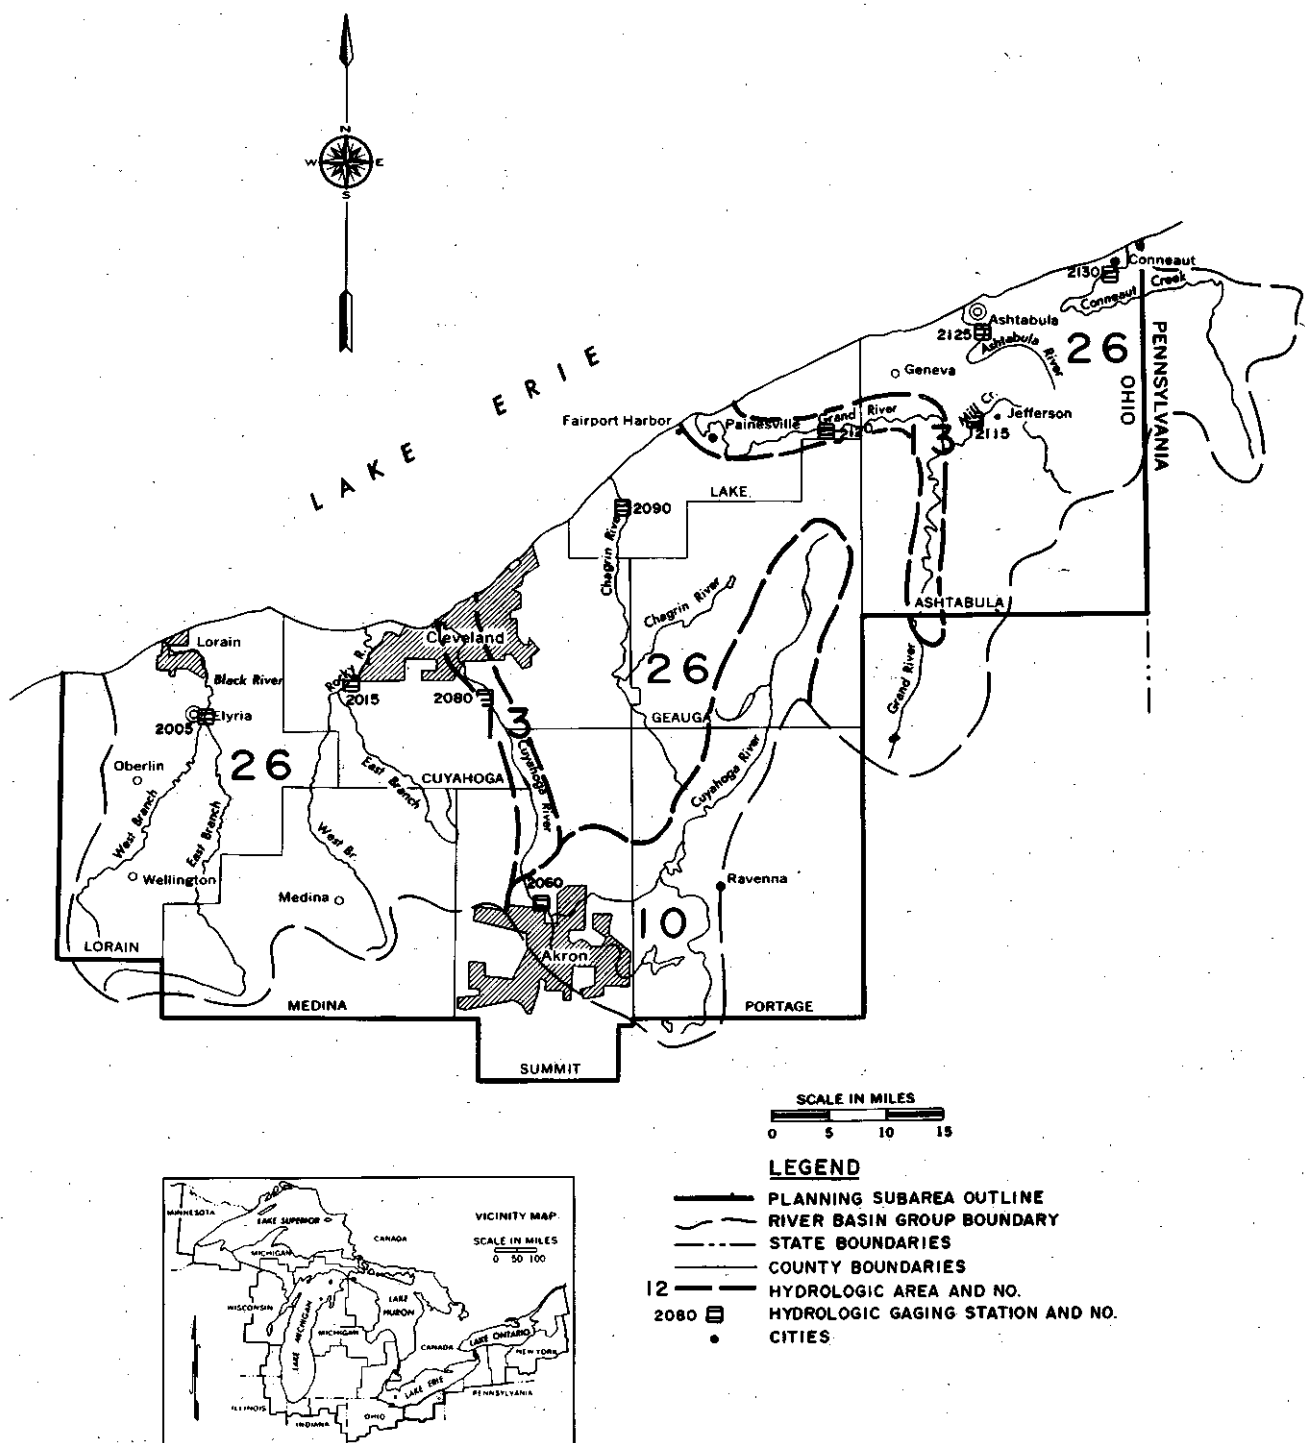 N
W E
S
LAKE ERIE
Conneaut
2130
Conneaut Creek
Ashtabula
2125
Ashtabula River
26
PENNSYLVANIA
OHIO
Geneva
Mill Cr.
Jefferson
2115
3
Fairport Harbor
Painesville
Grand River
2120
LAKE
2090
Chagrin River
Chagrin River
ASHTABULA
Lorain
Cleveland
Black River
Rocky R.
2015
2080
26
GEAUGA
Grand River
2005
Elyria
3
Cuyahoga River
Cuyahoga River
Oberlin
26
East Branch
CUYAHOGA
West Branch
East Branch
West Br.
Wellington
Medina
2060
Ravenna
10
Akron
LORAIN
MEDINA
PORTAGE
SUMMIT
SCALE IN MILES
0 5 10 15
LEGEND
PLANNING SUBAREA OUTLINE
RIVER BASIN GROUP BOUNDARY
STATE BOUNDARIES
COUNTY BOUNDARIES
12 HYDROLOGIC AREA AND NO.
2080 HYDROLOGIC GAGING STATION AND NO.
CITIES
VICINITY MAP
SCALE IN MILES
0 50 100
MINNESOTA
LAKE SUPERIOR
CANADA
MICHIGAN
WISCONSIN
LAKE MICHIGAN
MICHIGAN
LAKE HURON
CANADA
LAKE ONTARIO
NEW YORK
LAKE ERIE
PENNSYLVANIA
ILLINOIS
INDIANA
OHIO